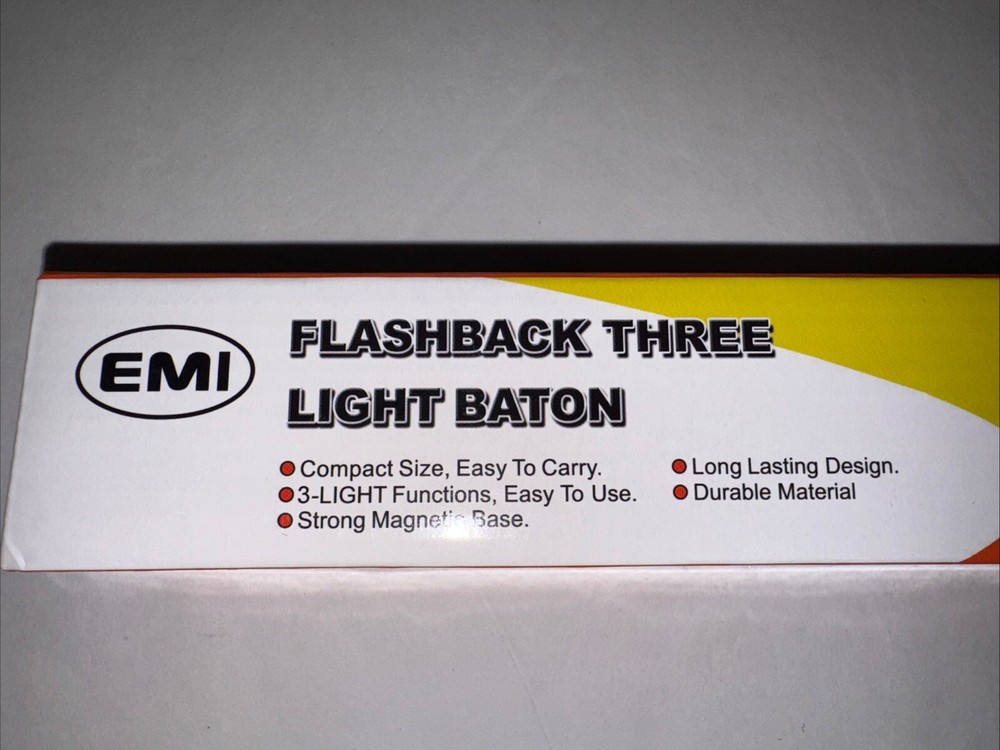 EMI
FLASHBACK THREE
LIGHT BATON
Compact Size, Easy To Carry.
3-LIGHT Functions, Easy To Use.
Strong Magnetic Base.
Long Lasting Design.
Durable Material